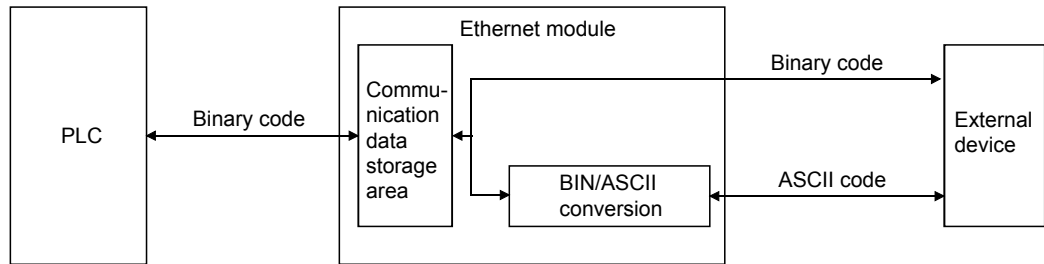 Ethernet module
PLC
Binary code
Commu-
nication
data
storage
area
Binary code
BIN/ASCII
conversion
ASCII code
External
device